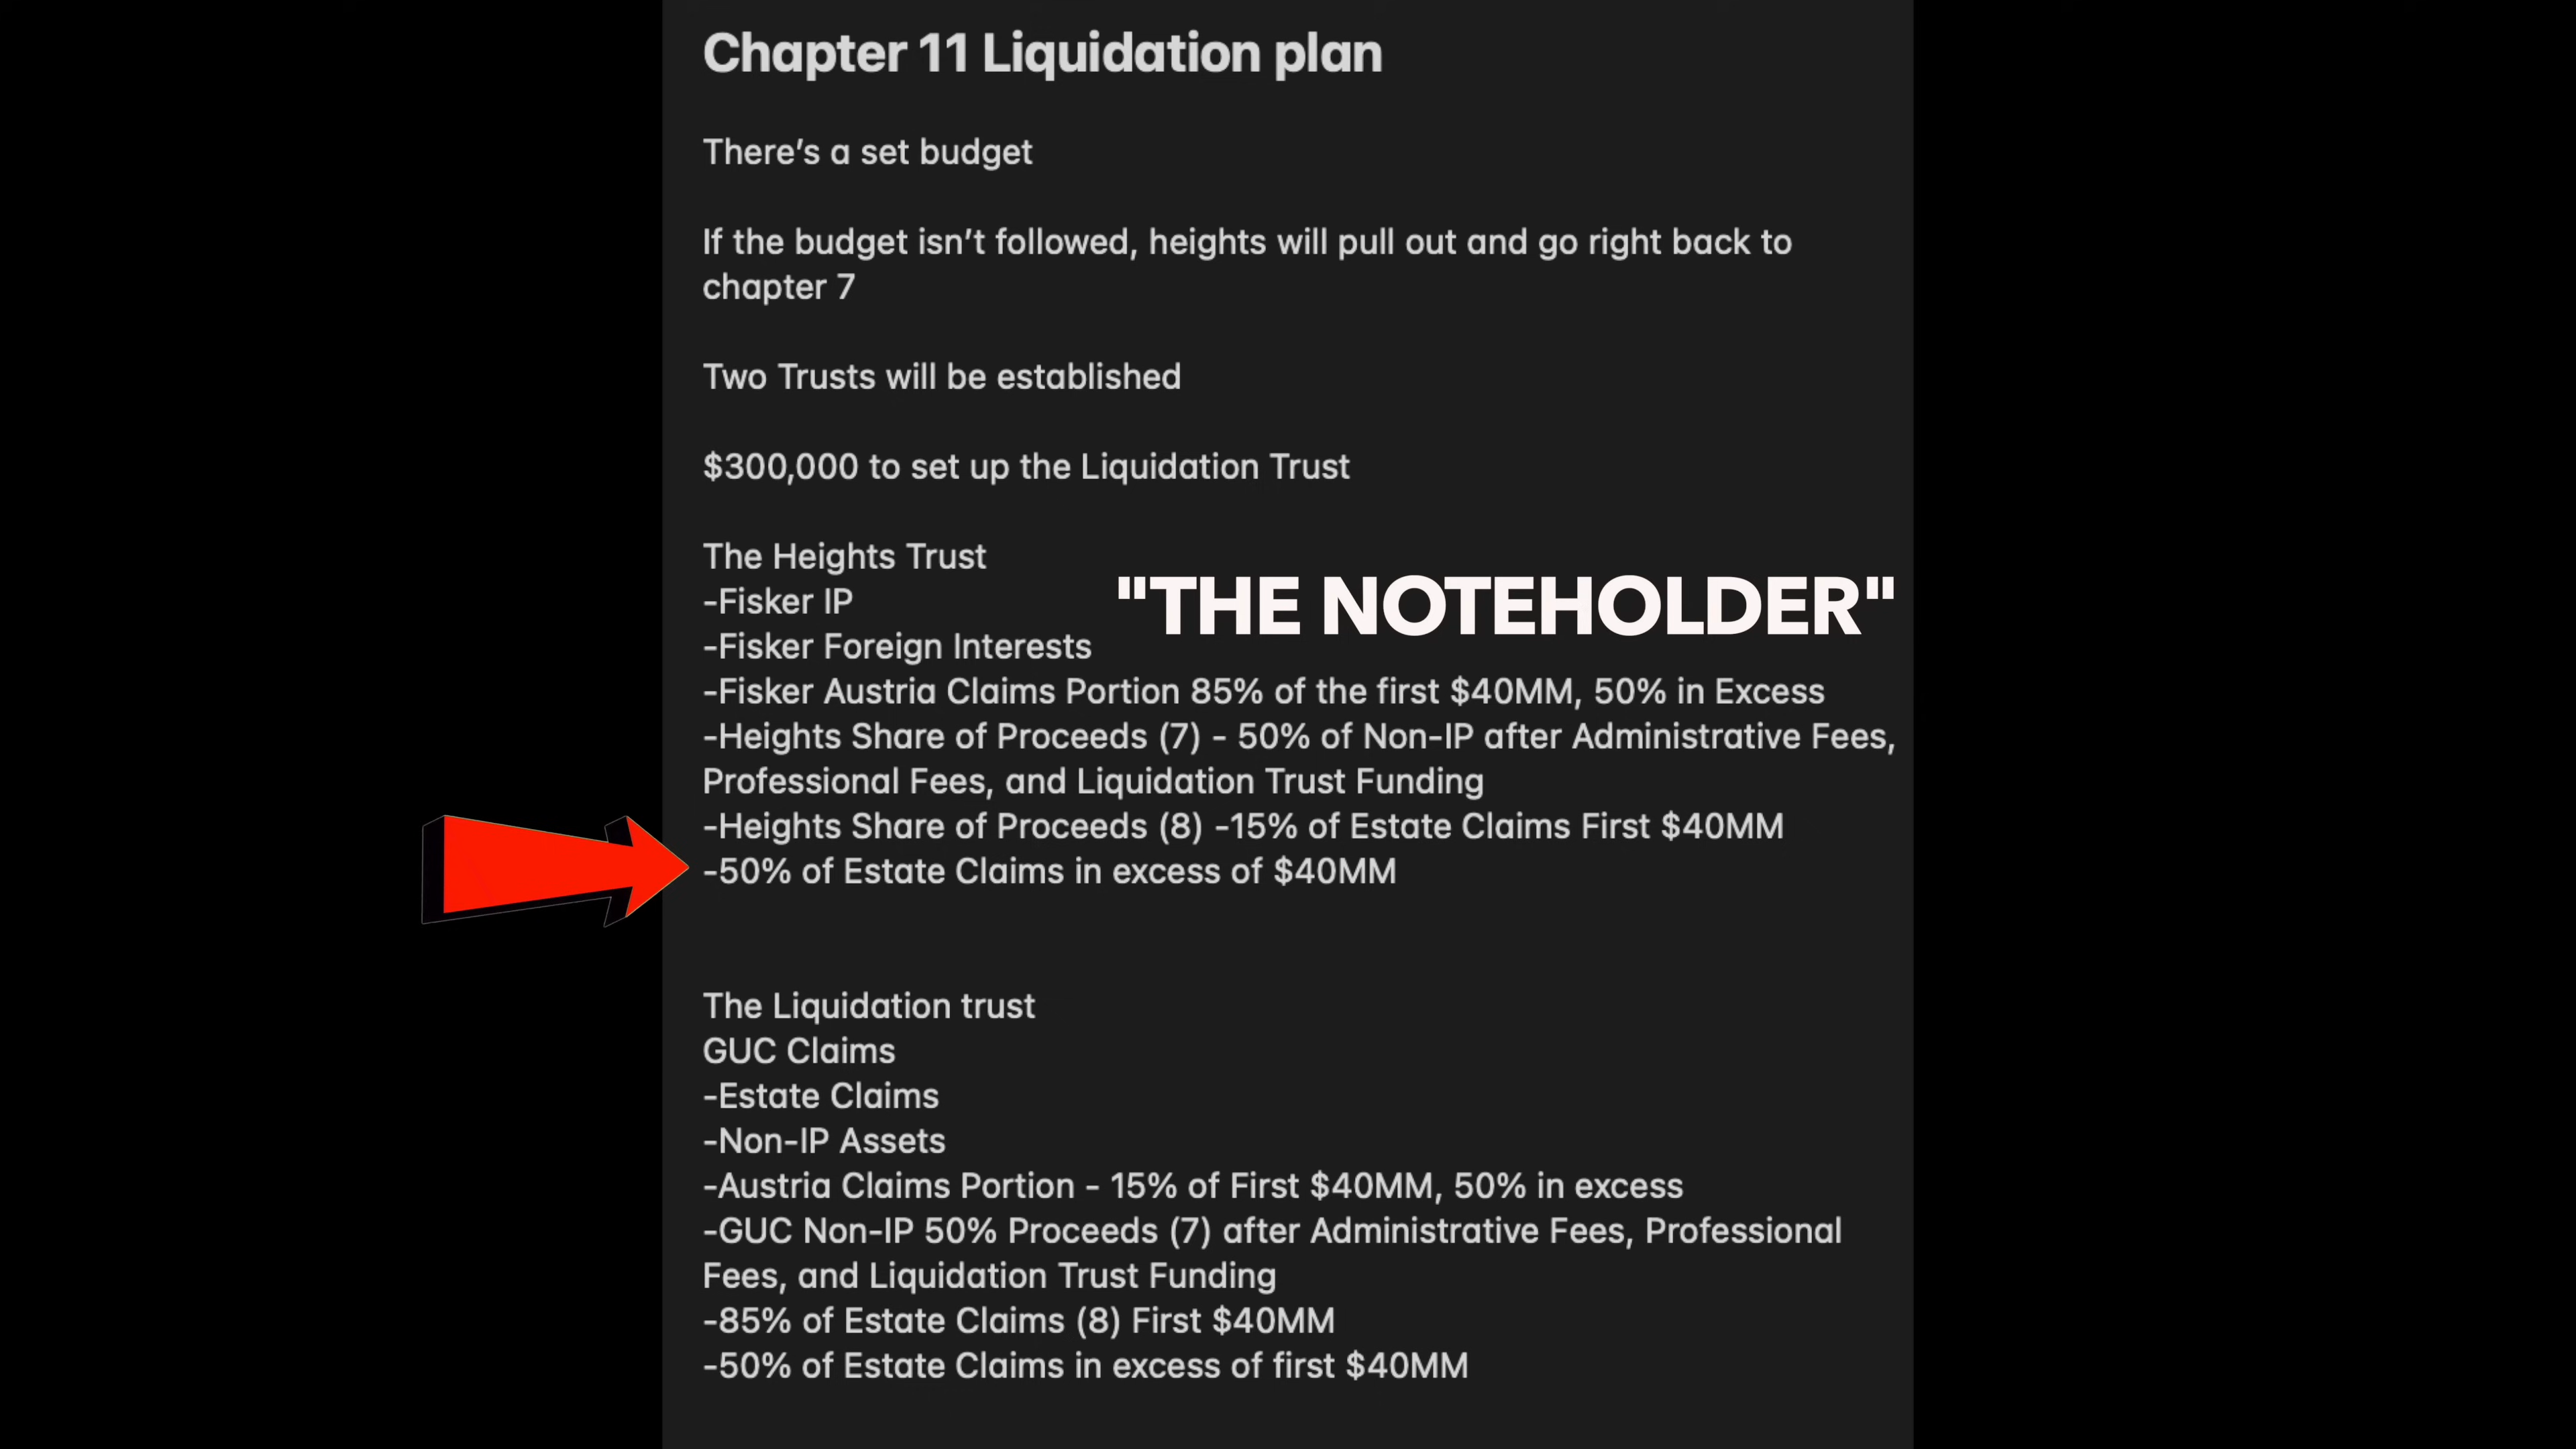 Chapter 11 Liquidation plan
There's a set budget
If the budget isn't followed, heights will pull out and go right back to
chapter 7
Two Trusts will be established
$300,000 to set up the Liquidation Trust
The Heights Trust
-Fisker IP
"THE NOTEHOLDER"
-Fisker Foreign Interests
-Fisker Austria Claims Portion 85% of the first $40MM, 50% in Excess
-Heights Share of Proceeds (7) - 50% of Non-IP after Administrative Fees,
Professional Fees, and Liquidation Trust Funding
-Heights Share of Proceeds (8) -15% of Estate Claims First $40MM
-50% of Estate Claims in excess of $40MM
The Liquidation trust
GUC Claims
-Estate Claims
-Non-IP Assets
-Austria Claims Portion - 15% of First $40MM, 50% in excess
-GUC Non-IP 50% Proceeds (7) after Administrative Fees, Professional
Fees, and Liquidation Trust Funding
-85% of Estate Claims (8) First $40MM
-50% of Estate Claims in excess of first $40MM